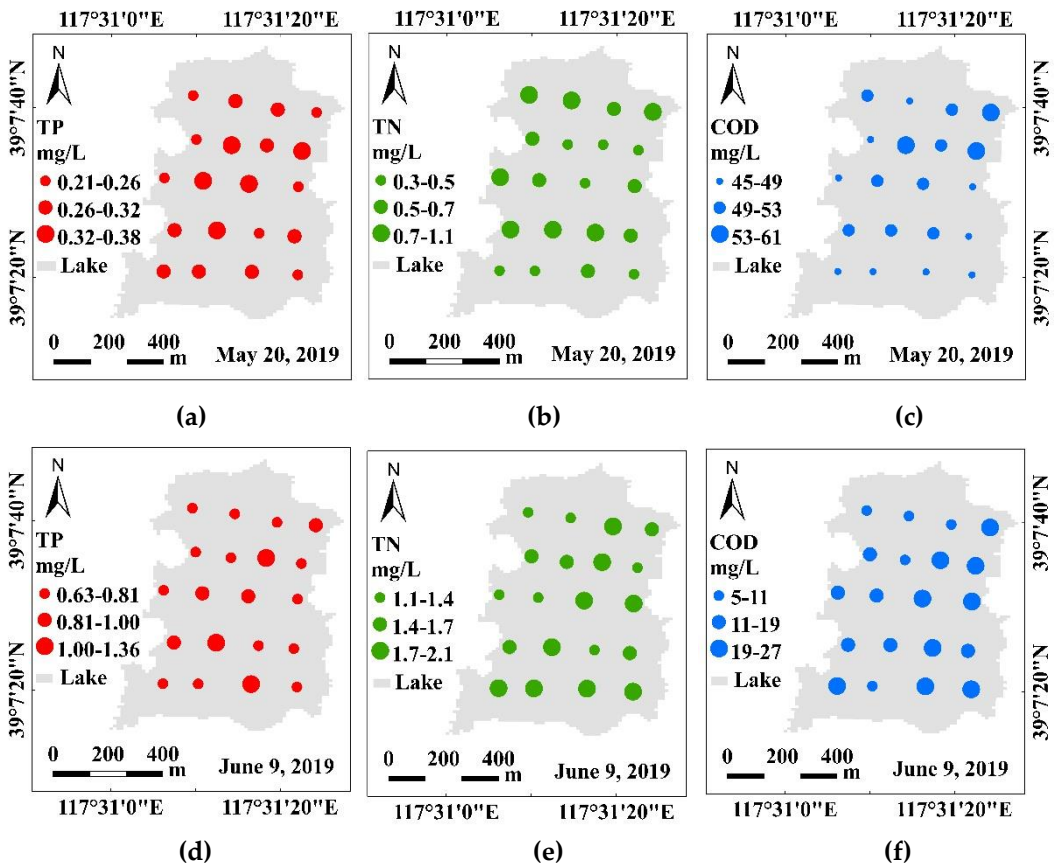 117°31'0"E 117°31'20"E 117°31'0"E 117°31'20"E 117°31'0"E 117°31'20"E
39°7'40"N
39°7'20"N
N
TP
mg/L
0.21-0.26
0.26-0.32
0.32-0.38
Lake
0 200 400
m
May 20, 2019
(a)
N
TN
mg/L
0.3-0.5
0.5-0.7
0.7-1.1
Lake
0 200 400
m
May 20, 2019
(b)
N
COD
mg/L
45-49
49-53
53-61
Lake
0 200 400
m
May 20, 2019
39°7'40"N
39°7'20"N
(c)
39°7'40"N
39°7'20"N
N
TP
mg/L
0.63-0.81
0.81-1.00
1.00-1.36
Lake
0 200 400
m
June 9, 2019
N
TN
mg/L
1.1-1.4
1.4-1.7
1.7-2.1
Lake
0 200 400
m
June 9, 2019
N
COD
mg/L
5-11
11-19
19-27
Lake
0 200 400
m
June 9, 2019
39°7'40"N
39°7'20"N
117°31'0"E 117°31'20"E 117°31'0"E 117°31'20"E 117°31'0"E 117°31'20"E
(d)
(e)
(f)